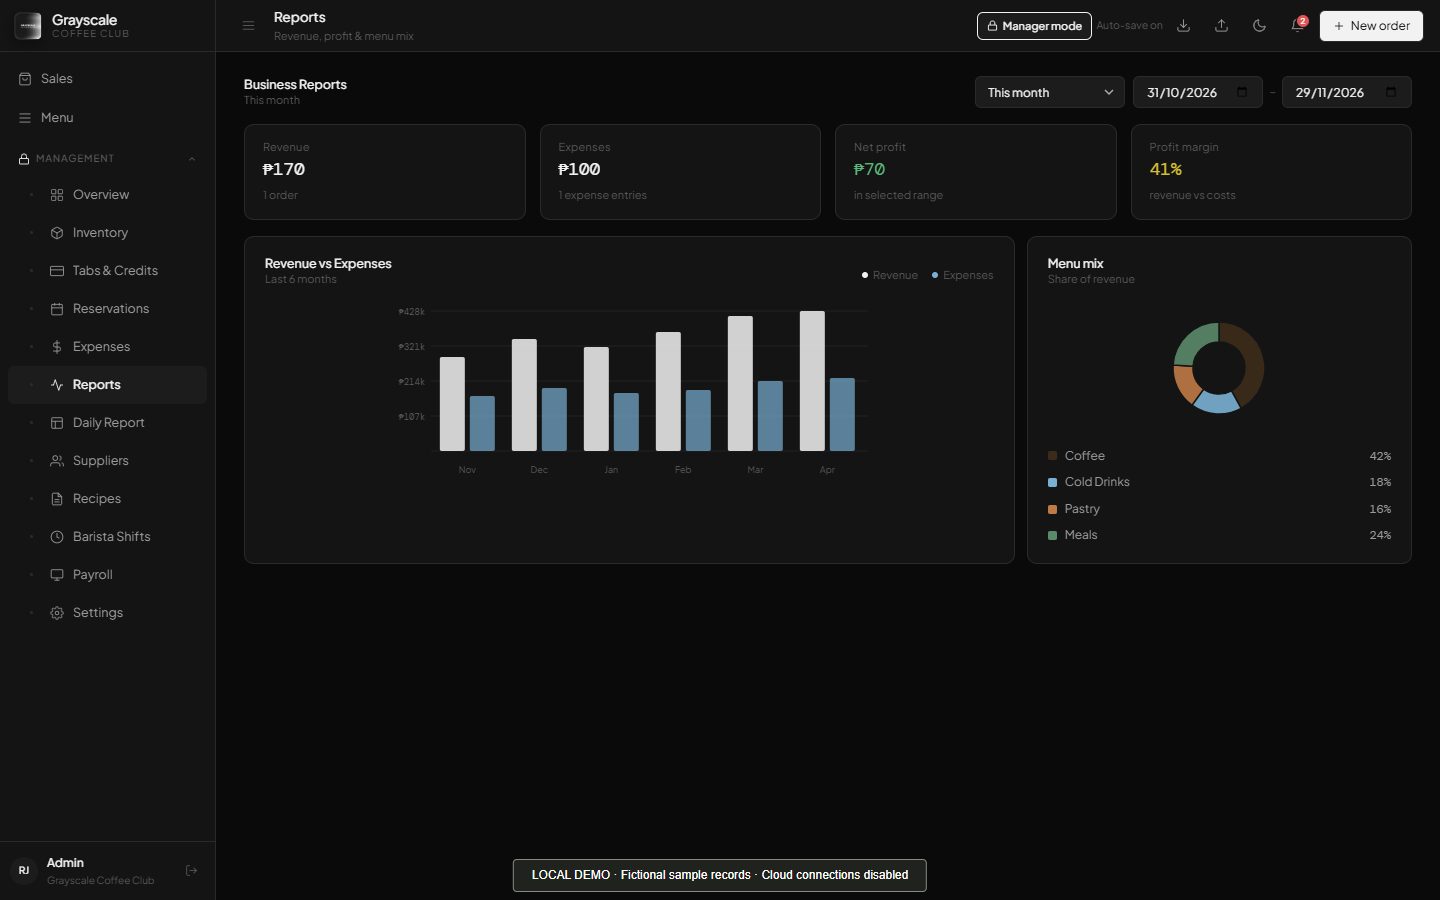 Grayscale
COFFEE CLUB
Sales
Menu
MANAGEMENT
Overview
Inventory
Tabs & Credits
Reservations
Expenses
Reports
Daily Report
Suppliers
Recipes
Barista Shifts
Payroll
Settings
RJ
Admin
Grayscale Coffee Club
Reports
Revenue, profit & menu mix
Manager mode
Auto-save on
2
+ New order
Business Reports
This month
This month
31/10/2026
–
29/11/2026
Revenue
₱170
1 order
Expenses
₱100
1 expense entries
Net profit
₱70
in selected range
Profit margin
41%
revenue vs costs
Revenue vs Expenses
Last 6 months
Revenue
Expenses
₱428k
₱321k
₱214k
₱107k
Nov
Dec
Jan
Feb
Mar
Apr
Menu mix
Share of revenue
Coffee 42%
Cold Drinks 18%
Pastry 16%
Meals 24%
LOCAL DEMO · Fictional sample records · Cloud connections disabled